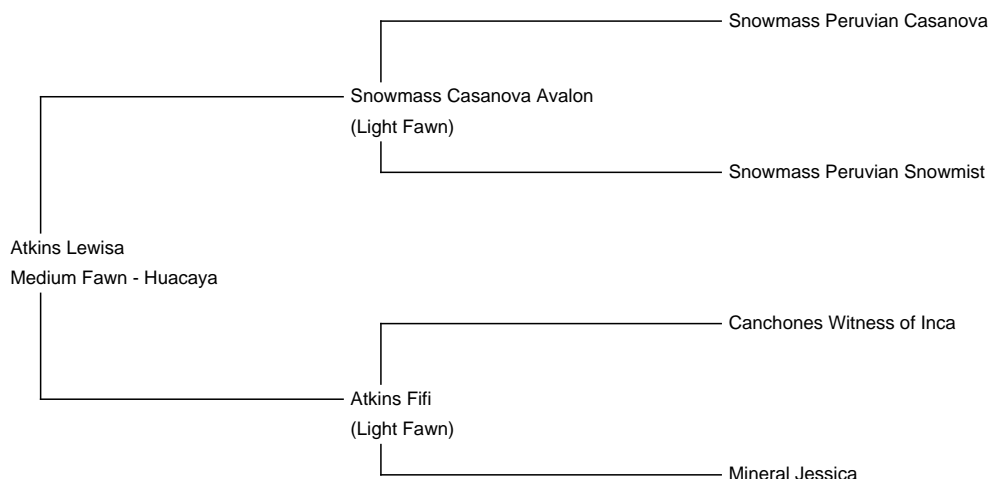 Snowmass Peruvian Casanova
Snowmass Casanova Avalon
(Light Fawn)
Snowmass Peruvian Snowmist
Atkins Lewisa
Medium Fawn - Huacaya
Canchones Witness of Inca
Atkins Fifi
(Light Fawn)
Mineral Jessica